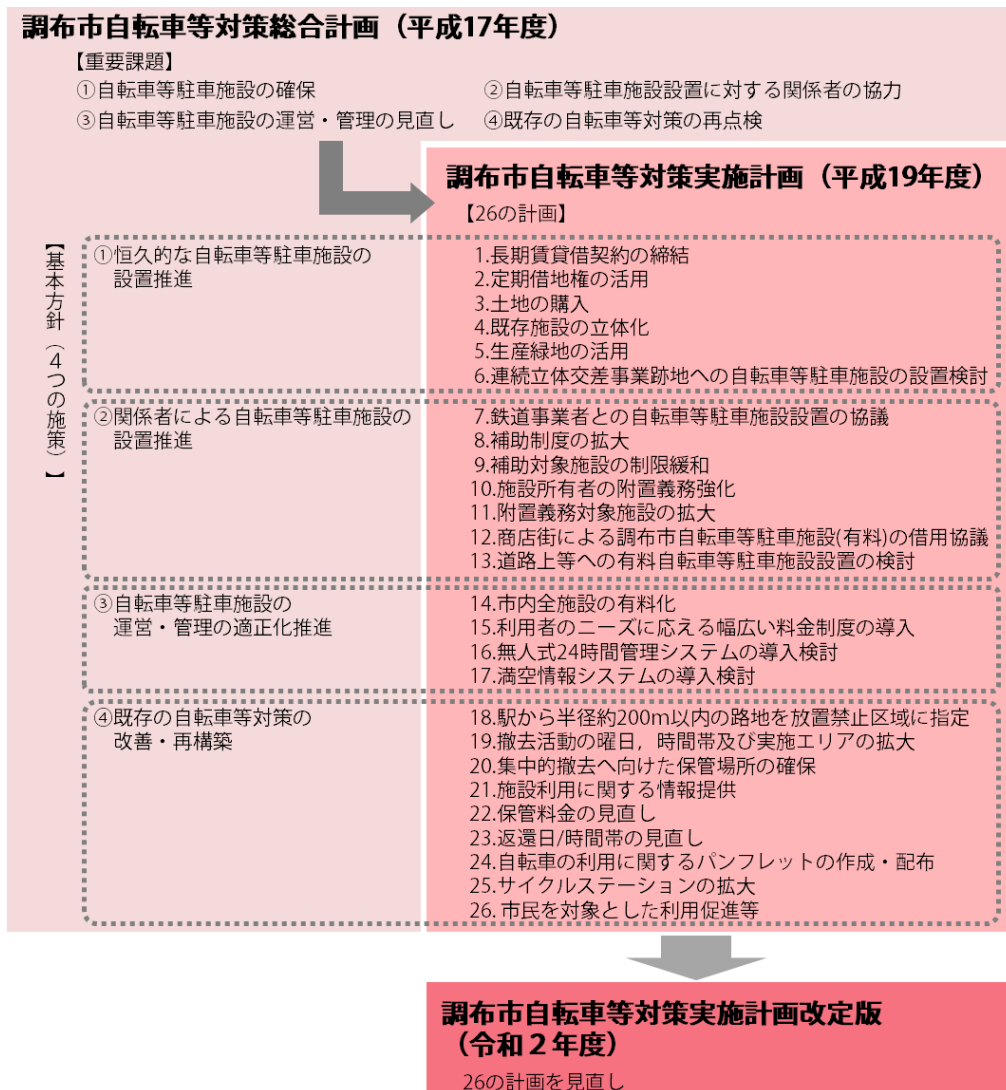 調布市自転車等対策総合計画（平成17年度）
【重要課題】
①自転車等駐車施設の確保
②自転車等駐車施設設置に対する関係者の協力
③自転車等駐車施設の運営・管理の見直し
④既存の自転車等対策の再点検
調布市自転車等対策実施計画（平成19年度）
【26の計画】
【基本方針（４つの施策）】
①恒久的な自転車等駐車施設の
設置推進
1.長期賃貸借契約の締結
2.定期借地権の活用
3.土地の購入
4.既存施設の立体化
5.生産緑地の活用
6.連続立体交差事業跡地への自転車等駐車施設の設置検討
②関係者による自転車等駐車施設の
設置推進
7.鉄道事業者との自転車等駐車施設設置の協議
8.補助制度の拡大
9.補助対象施設の制限緩和
10.施設所有者の附置義務強化
11.附置義務対象施設の拡大
12.商店街による調布市自転車等駐車施設(有料)の借用協議
13.道路上等への有料自転車等駐車施設設置の検討
③自転車等駐車施設の
運営・管理の適正化推進
14.市内全施設の有料化
15.利用者のニーズに応える幅広い料金制度の導入
16.無人式24時間管理システムの導入検討
17.満空情報システムの導入検討
④既存の自転車等対策の
改善・再構築
18.駅から半径約200m以内の路地を放置禁止区域に指定
19.撤去活動の曜日，時間帯及び実施エリアの拡大
20.集中的撤去へ向けた保管場所の確保
21.施設利用に関する情報提供
22.保管料金の見直し
23.返還日/時間帯の見直し
24.自転車の利用に関するパンフレットの作成・配布
25.サイクルステーションの拡大
26.市民を対象とした利用促進等
調布市自転車等対策実施計画改定版
（令和２年度）
26の計画を見直し